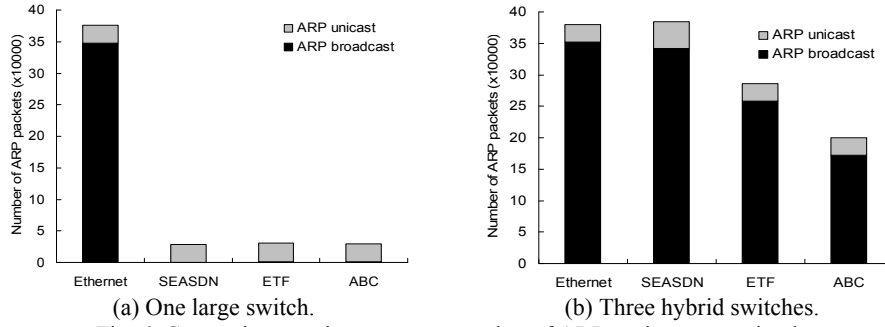 40
35
30
25
20
15
10
5
0
Number of ARP packets (x10000)
ARP unicast
ARP broadcast
Ethernet SEASDN ETF ABC
(a) One large switch.
40
35
30
25
20
15
10
5
0
Number of ARP packets (x10000)
ARP unicast
ARP broadcast
Ethernet SEASDN ETF ABC
(b) Three hybrid switches.